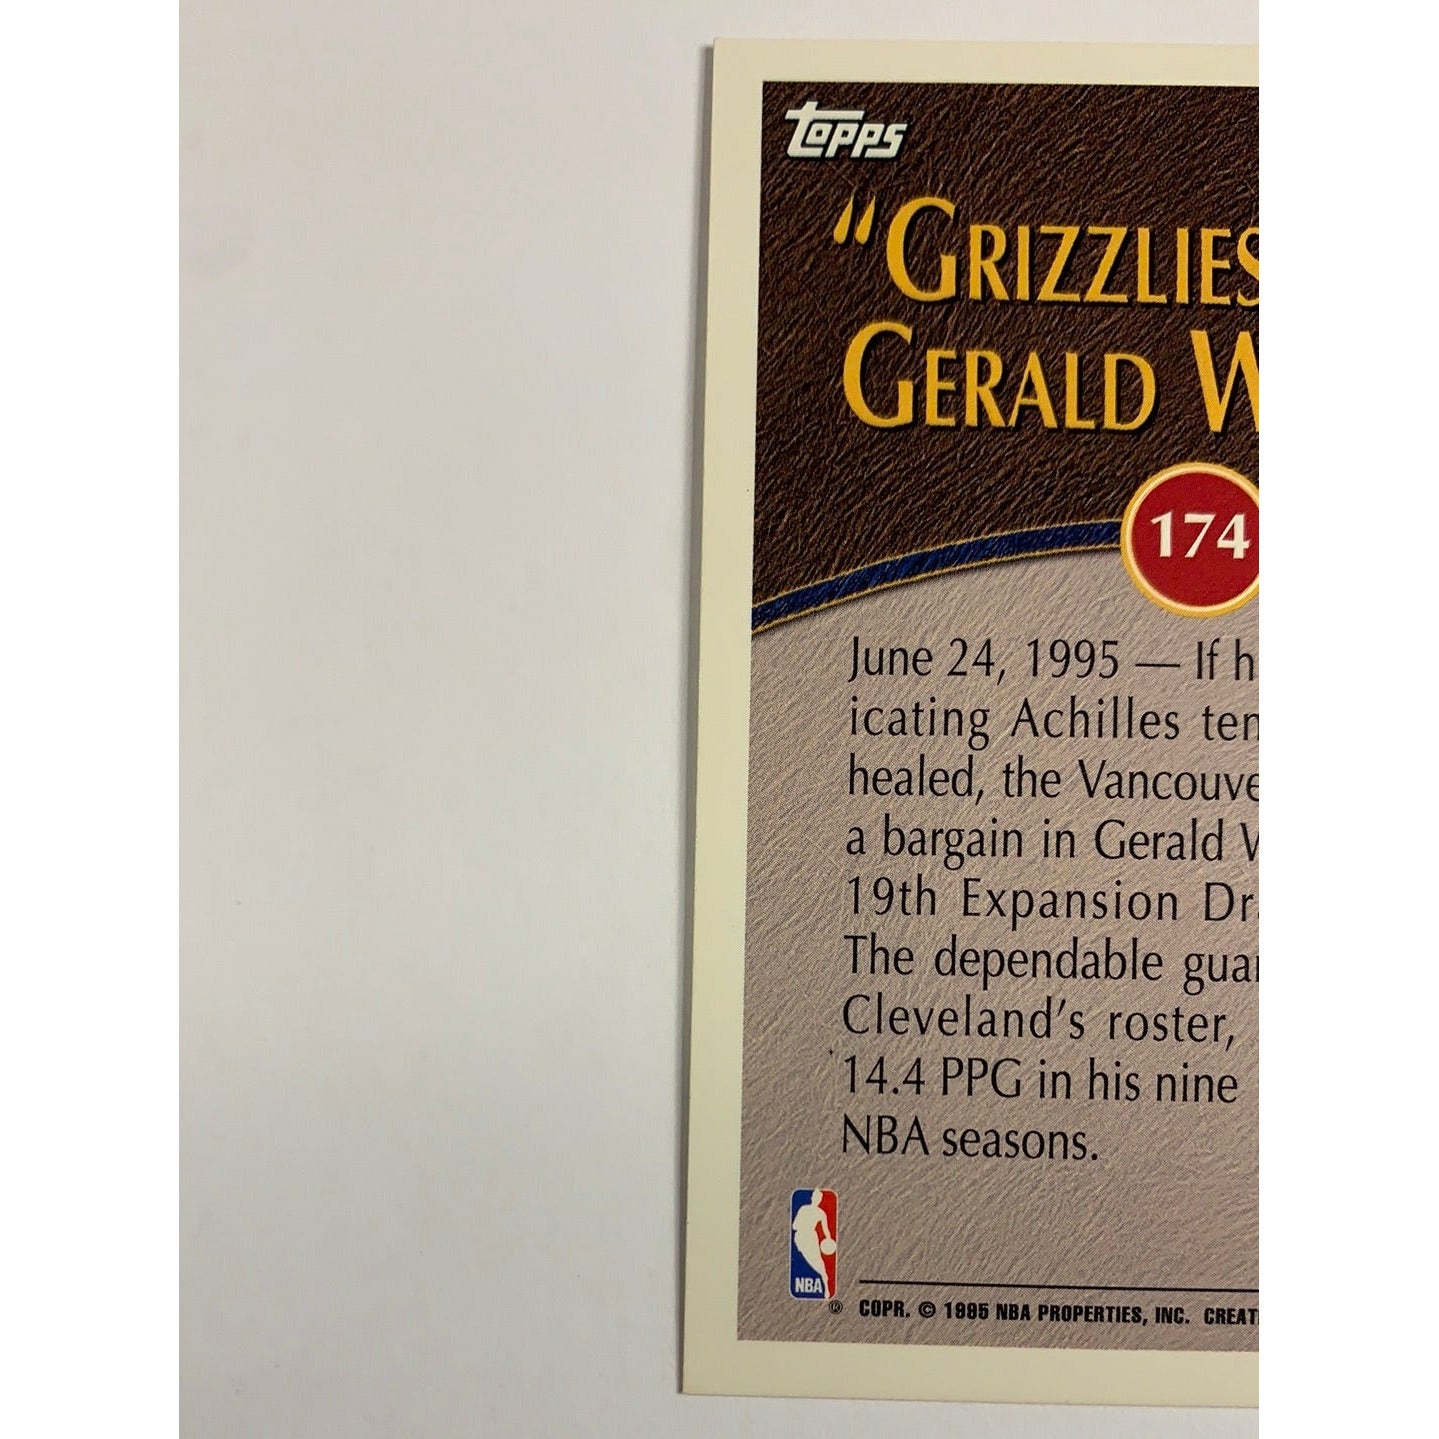 Topps
“GRIZZLIES
GERALD W
174
June 24, 1995 — If h
icating Achilles ten
healed, the Vancouve
a bargain in Gerald W
19th Expansion Dr
The dependable guar
Cleveland's roster,
14.4 PPG in his nine
NBA seasons.
NBA
® COPR. © 1995 NBA PROPERTIES, INC. CREAT